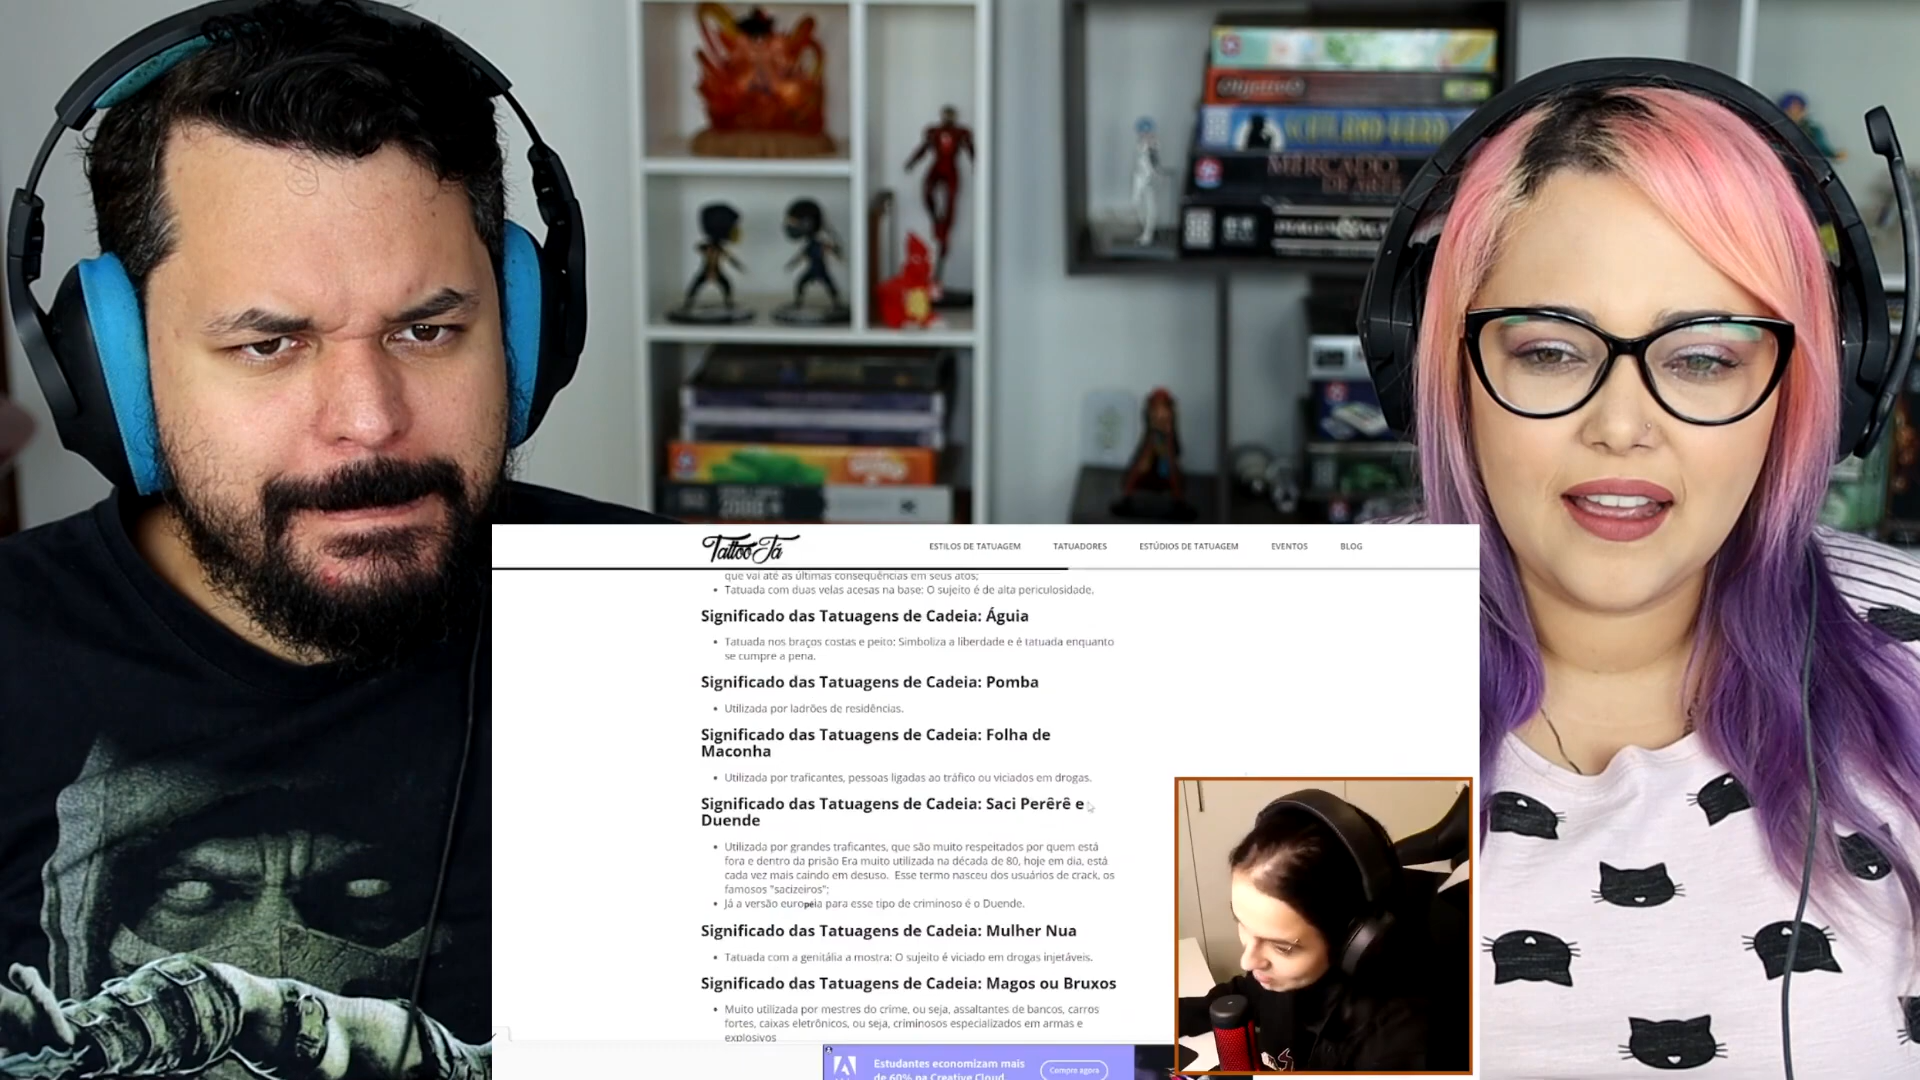 Objectivo
SCOTLAND YARD
MERCADO
DE ARTE
Tattoo Já
ESTILOS DE TATUAGEM
TATUADORES
ESTÚDIOS DE TATUAGEM
EVENTOS
BLOG
que vai até as últimas consequências em seus atos;
Tatuada com duas velas acesas na base: O sujeito é de alta periculosidade.
Significado das Tatuagens de Cadeia: Águia
Tatuada nos braços costas e peito: Simboliza a liberdade e é tatuada enquanto
se cumpre a pena.
Significado das Tatuagens de Cadeia: Pomba
Utilizada por ladrões de residências.
Significado das Tatuagens de Cadeia: Folha de
Maconha
Utilizada por traficantes, pessoas ligadas ao tráfico ou viciados em drogas.
Significado das Tatuagens de Cadeia: Saci Perêrê e
Duende
Utilizada por grandes traficantes, que são muito respeitados por quem está
fora e dentro da prisão Era muito utilizada na década de 80, hoje em dia, está
cada vez mais caindo em desuso. Esse termo nasceu dos usuários de crack, os
famosos "sacizeiros";
Já a versão européia para esse tipo de criminoso é o Duende.
Significado das Tatuagens de Cadeia: Mulher Nua
Tatuada com a genitália a mostra: O sujeito é viciado em drogas injetáveis.
Significado das Tatuagens de Cadeia: Magos ou Bruxos
Muito utilizada por mestres do crime, ou seja, assaltantes de bancos, carros
fortes, caixas eletrônicos, ou seja, criminosos especializados em armas e
explosivos
Estudantes economizam mais
de 60% na Creative Cloud
Compre agora